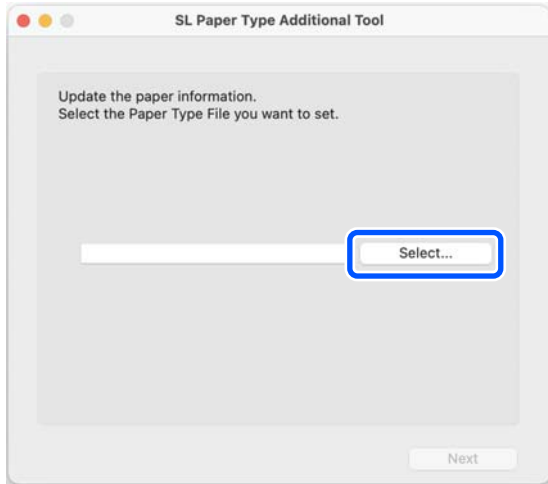 SL Paper Type Additional Tool
Update the paper information.
Select the Paper Type File you want to set.
Select...
Next